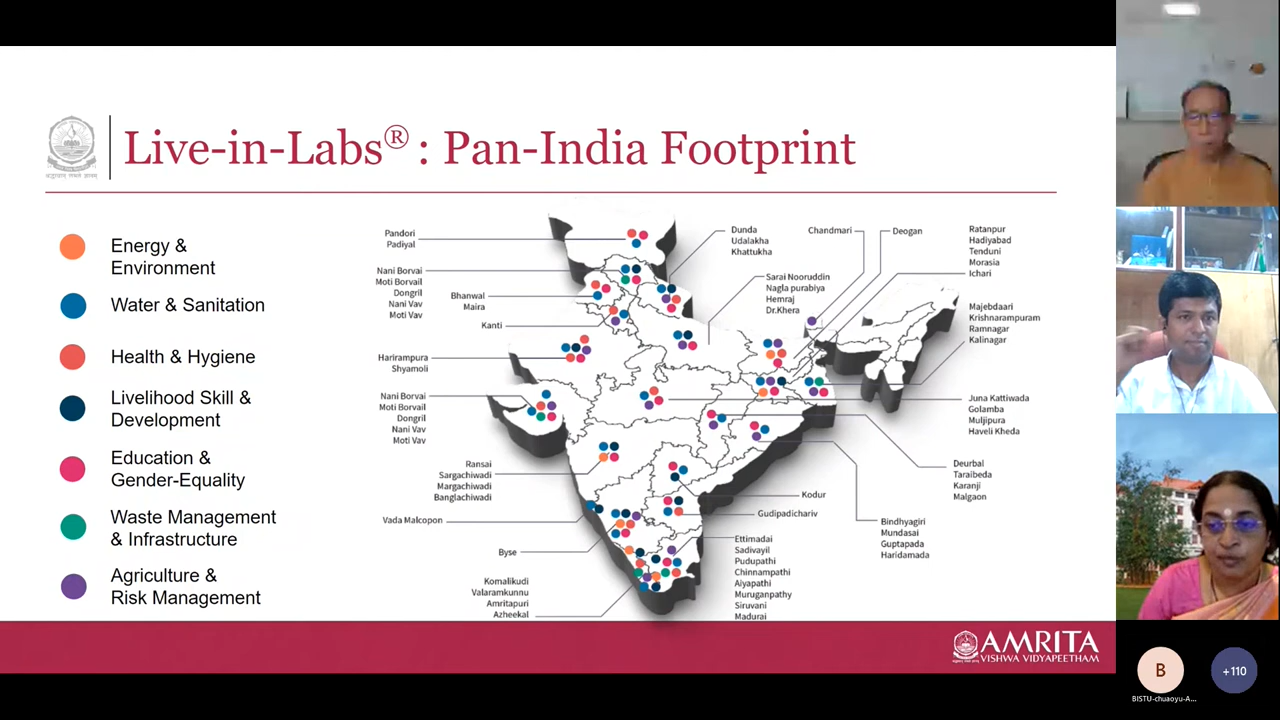 Live-in-Labs® : Pan-India Footprint
Energy &
Environment
Water & Sanitation
Health & Hygiene
Livelihood Skill &
Development
Education &
Gender-Equality
Waste Management
& Infrastructure
Agriculture &
Risk Management
Pandori
Padiyal
Nani Borvai
Moti Borvail
Dongril
Nani Vav
Moti Vav
Bhanwal
Maira
Kanti
Harirampura
Shyamoli
Nani Borvai
Moti Borvail
Dongril
Nani Vav
Moti Vav
Ransai
Sargachiwadi
Margachiwadi
Banglachiwadi
Vada Malcopon
Byse
Komalikudi
Valaramkunnu
Amritapuri
Azheekal
Dunda
Udalakha
Khattukha
Sarai Nooruddin
Nagla purabiya
Hemraj
Dr.Khera
Chandmari
Deogan
Ratanpur
Hadiyabad
Tenduni
Morasia
Ichari
Majebdaari
Krishnarampuram
Ramnagar
Kalinagar
Juna Kattiwada
Golamba
Muljipura
Haveli Kheda
Deurbal
Taraibeda
Karanji
Malgaon
Kodur
Gudipadichariv
Bindhyagiri
Mundasai
Guptapada
Haridamada
Ettimadai
Sadivayil
Pudupathi
Chinnampathi
Alyapathi
Muruganpathy
Siruvani
Madurai
AMRITA
VISHWA VIDYAPEETHAM
B
+110
BISTU-chuaoyu-A...